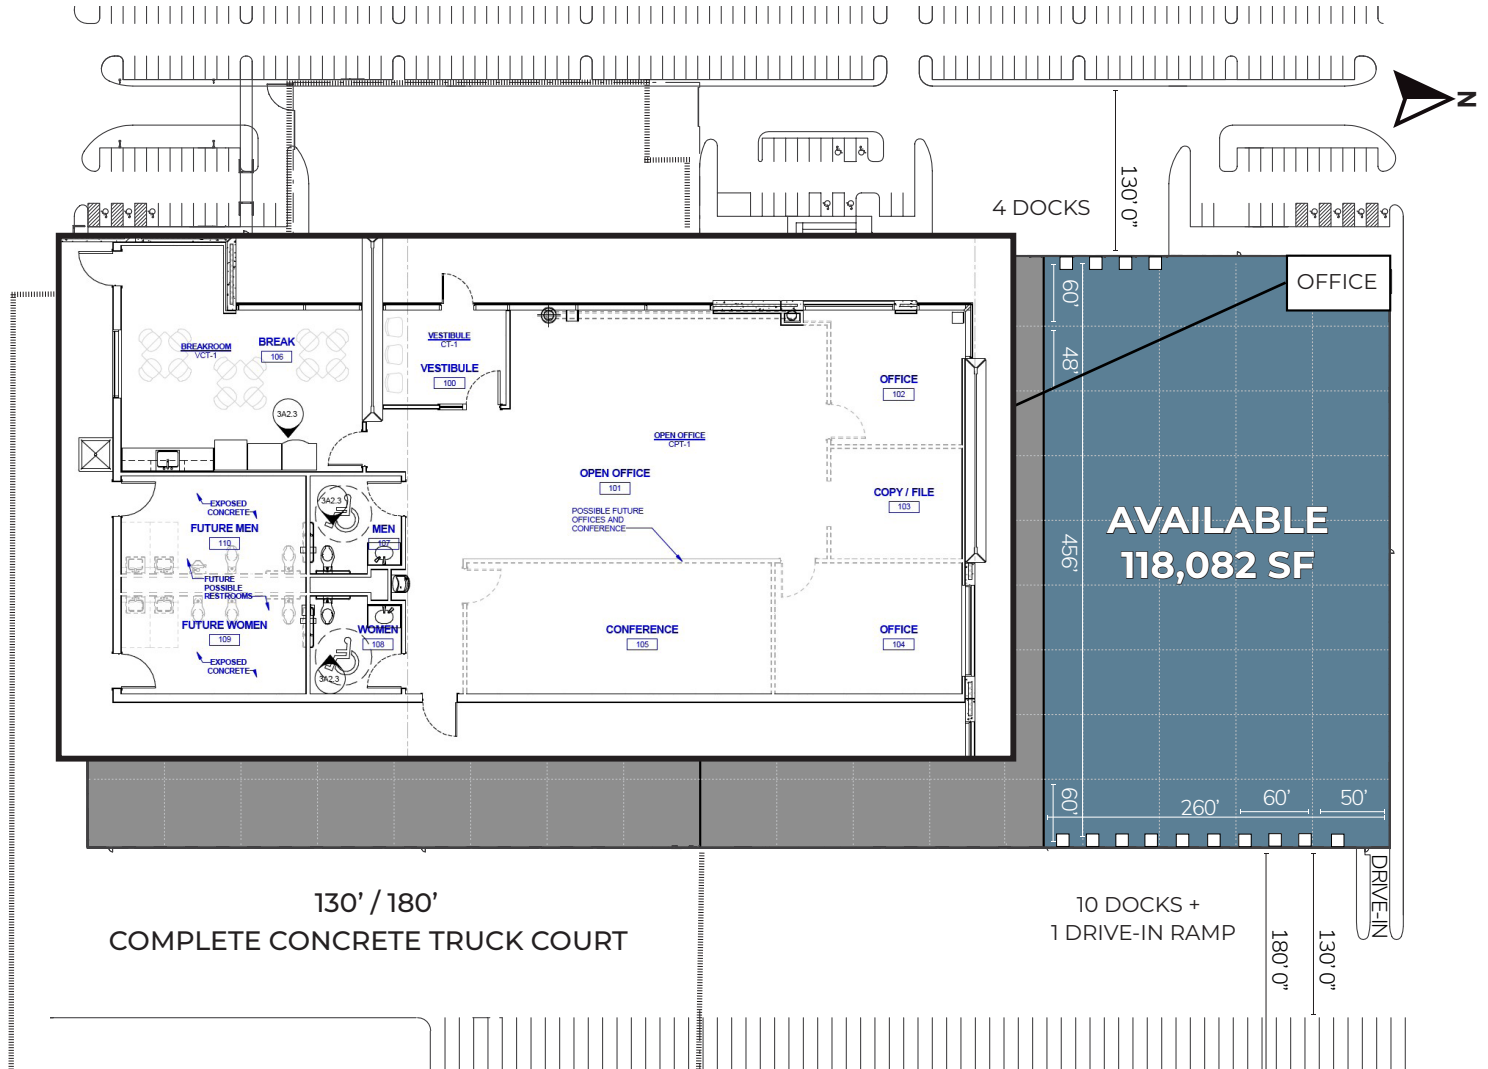 N
130' 0"
4 DOCKS
OFFICE
60'
48'
456'
AVAILABLE
118,082 SF
60'
260'
60'
50'
BREAKROOM
VCT-1
BREAK
106
3A2.3
VESTIBULE
CT-1
VESTIBULE
100
OFFICE
102
OPEN OFFICE
CPT-1
OPEN OFFICE
101
POSSIBLE FUTURE
OFFICES AND
CONFERENCE
COPY / FILE
103
EXPOSED
CONCRETE
FUTURE MEN
110
3A2.3
MEN
107
FUTURE
POSSIBLE
RESTROOMS
FUTURE WOMEN
109
EXPOSED
CONCRETE
WOMEN
108
3A2.3
CONFERENCE
105
OFFICE
104
130' / 180'
COMPLETE CONCRETE TRUCK COURT
10 DOCKS +
1 DRIVE-IN RAMP
180' 0"
130' 0"
DRIVE-IN